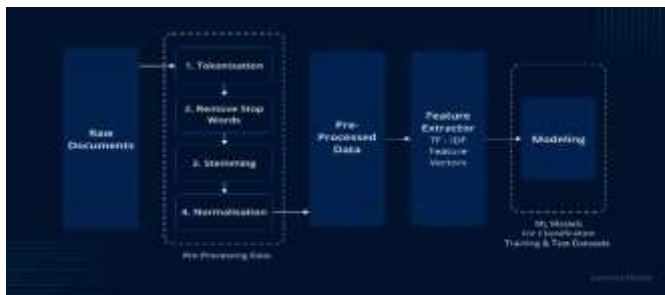 Raw
Documents
1. Tokenisation
2. Remove Stop
Words
3. Stemming
4. Normalisation
Pre Processing Data
Pre-
Processed
Data
Feature
Extractor
TF - IDF
Feature
Vectors
Modeling
ML Models
For Classification
Training & Test Datasets